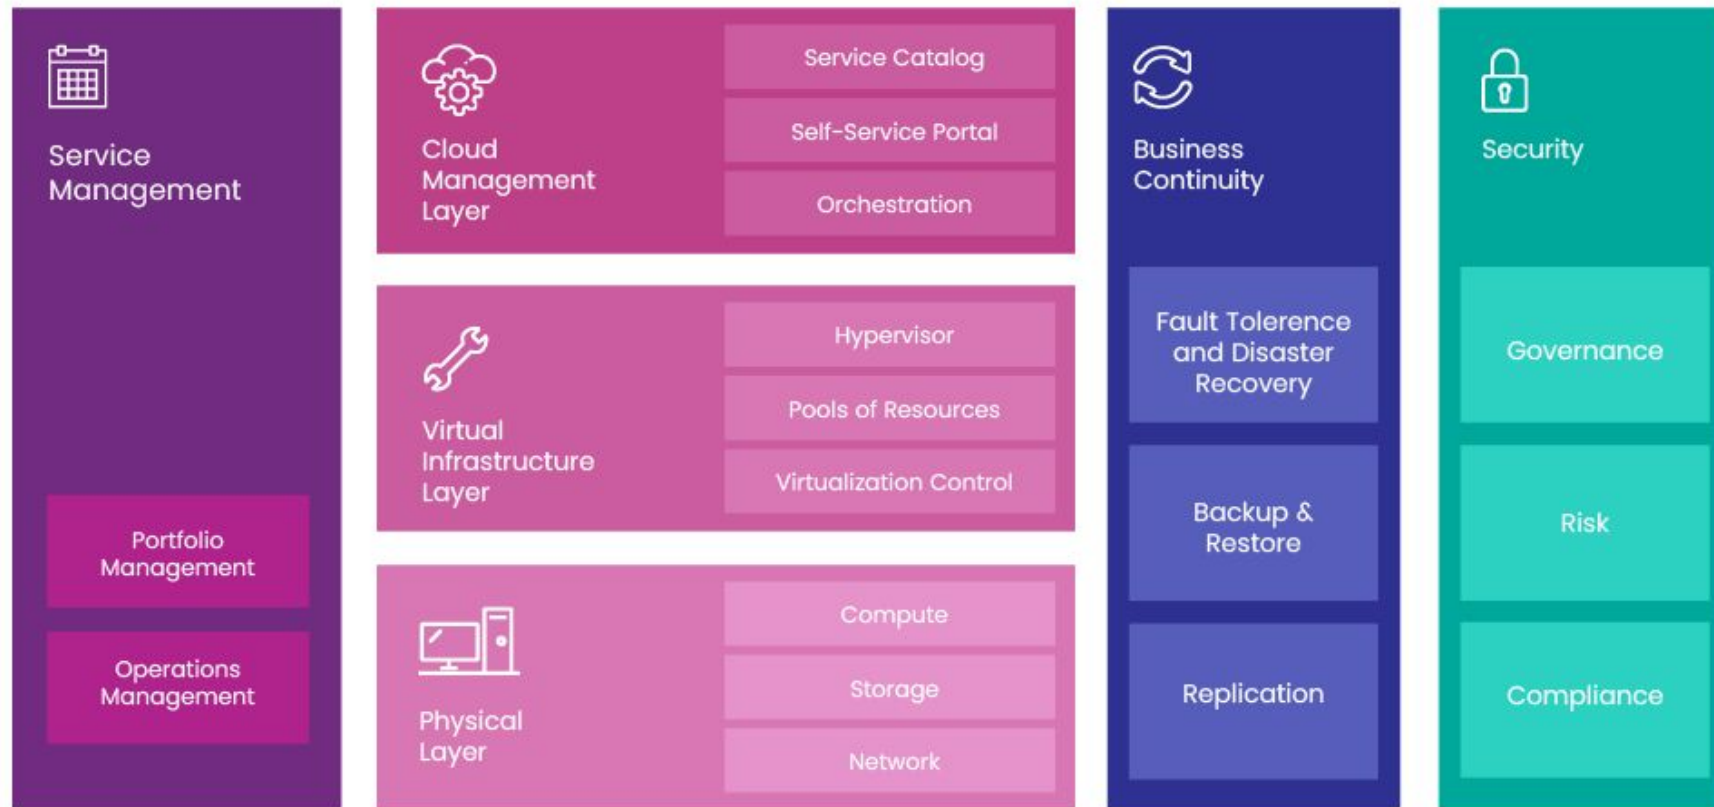 Service
Management
Portfolio
Management
Operations
Management
Cloud
Management
Layer
Service Catalog
Self-Service Portal
Orchestration
Virtual
Infrastructure
Layer
Hypervisor
Pools of Resources
Virtualization Control
Physical
Layer
Compute
Storage
Network
Business
Continuity
Fault Tolerence
and Disaster
Recovery
Backup &
Restore
Replication
Security
Governance
Risk
Compliance